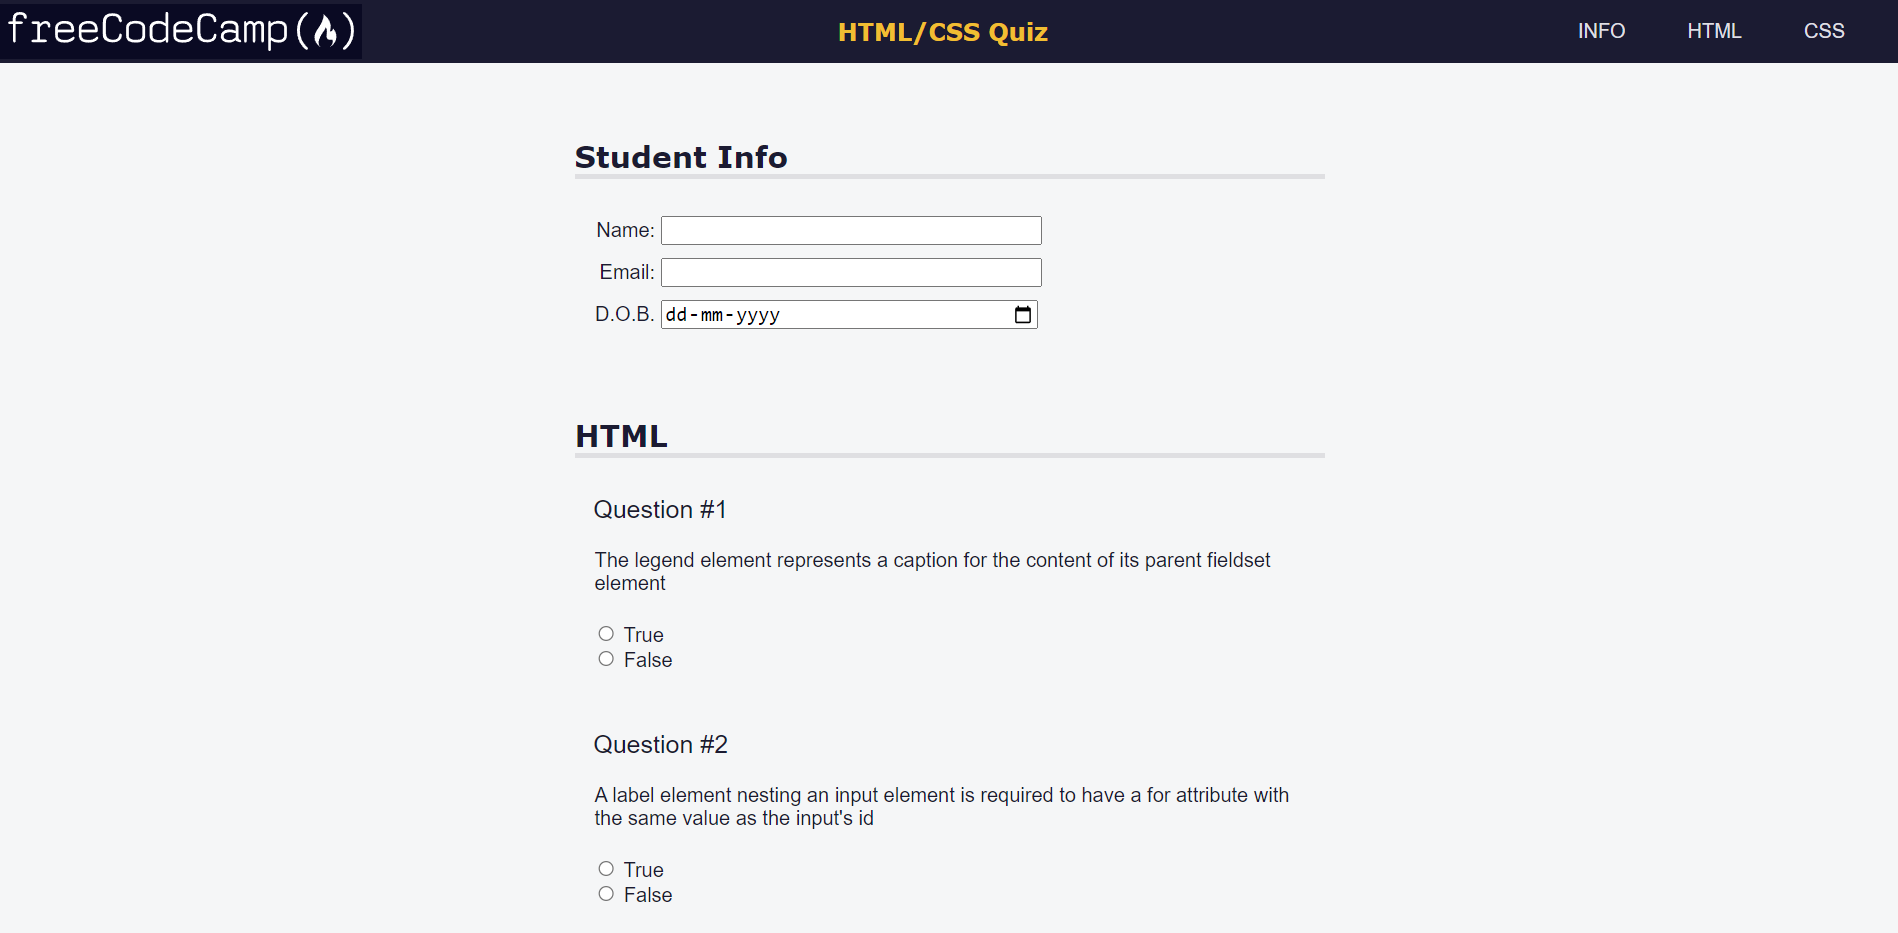 freeCodeCamp
HTML/CSS Quiz
INFO
HTML
CSS
Student Info
Name:
Email:
D.O.B. dd-mm-yyyy
HTML
Question #1
The legend element represents a caption for the content of its parent fieldset
element
True
False
Question #2
A label element nesting an input element is required to have a for attribute with
the same value as the input's id
True
False